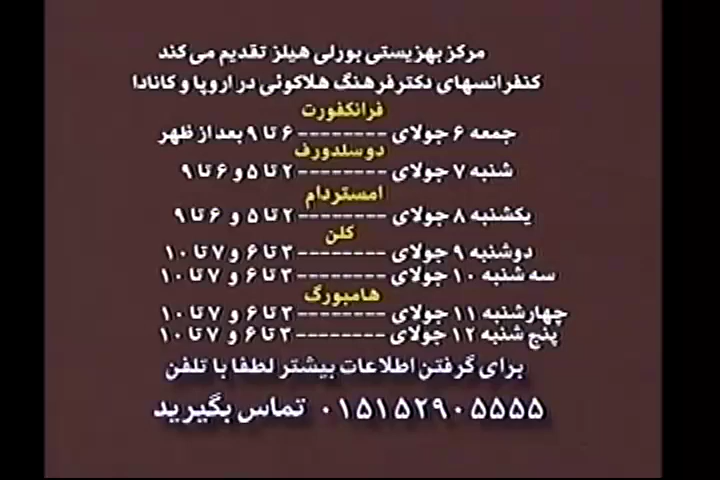 مرکز بهزیستی بورلی هیلز تقدیم می کند
کنفرانسهای دکتر فرهنگ هلاکوئی در اروپا و کانادا
فرانکفورت
جمعه ۶ جولای -------- ۶ تا ۹ بعد از ظهر
دوسلدورف
شنبه ۷ جولای -------- ۲ تا ۵ و ۶ تا ۹
امستردام
یکشنبه ۸ جولای -------- ۲ تا ۵ و ۶ تا ۹
کلن
دوشنبه ۹ جولای -------- ۳ تا ۶ و ۷ تا ۱۰
سه شنبه ۱۰ جولای -------- ۳ تا ۶ و ۷ تا ۱۰
هامبورگ
چهارشنبه ۱۱ جولای -------- ۳ تا ۶ و ۷ تا ۱۰
پنج شنبه ۱۲ جولای -------- ۳ تا ۶ و ۷ تا ۱۰
برای گرفتن اطلاعات بیشتر لطفا با تلفن
۰۱۵۱۵۲۹۰۵۵۵۵ تماس بگیرید